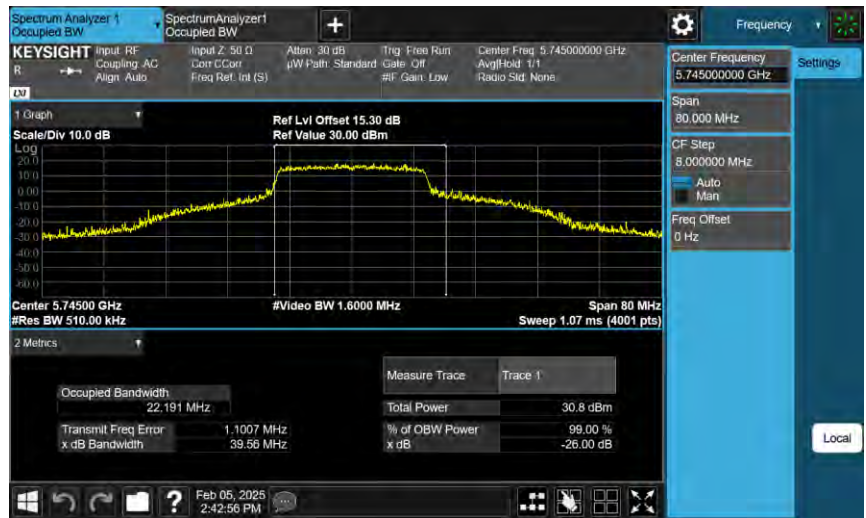 Spectrum Analyzer 1
Occupied BW
SpectrumAnalyzer1
Occupied BW
Frequency
KEYSIGHT
R
Input: RF
Coupling: AC
Align: Auto
Input Z: 50 Ω
Corr CCorr
Freq Ref: Int (S)
Atten: 30 dB
µW Path: Standard
Trig: Free Run
Gate: Off
#IF Gain: Low
Center Freq: 5.745000000 GHz
Avg|Hold: 1/1
Radio Std: None
LXI
Center Frequency
5.745000000 GHz
Settings
Span
80.000 MHz
CF Step
8.000000 MHz
Auto
Man
Freq Offset
0 Hz
Local
1 Graph
Scale/Div 10.0 dB
Ref Lvl Offset 15.30 dB
Ref Value 30.00 dBm
Log
20.0
10.0
0.00
-10.0
-20.0
-30.0
-40.0
-50.0
-60.0
Center 5.74500 GHz
#Video BW 1.6000 MHz
Span 80 MHz
#Res BW 510.00 kHz
Sweep 1.07 ms (4001 pts)
2 Metrics
Measure Trace
Trace 1
Occupied Bandwidth
22.191 MHz
Total Power
30.8 dBm
Transmit Freq Error
1.1007 MHz
% of OBW Power
99.00 %
x dB Bandwidth
39.56 MHz
x dB
-26.00 dB
Feb 05, 2025
2:42:56 PM